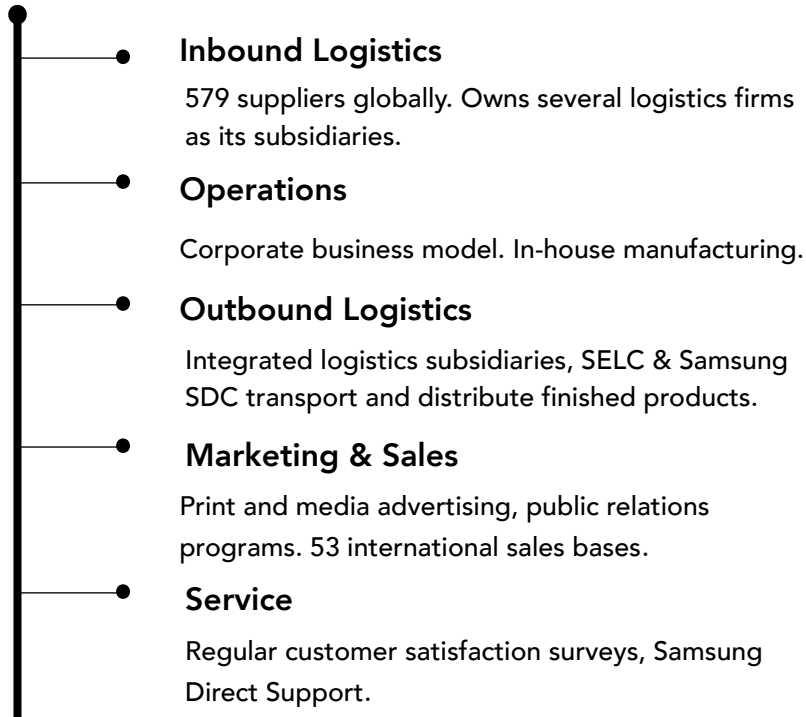 Inbound Logistics
579 suppliers globally. Owns several logistics firms
as its subsidiaries.
Operations
Corporate business model. In-house manufacturing.
Outbound Logistics
Integrated logistics subsidiaries, SELC & Samsung
SDC transport and distribute finished products.
Marketing & Sales
Print and media advertising, public relations
programs. 53 international sales bases.
Service
Regular customer satisfaction surveys, Samsung
Direct Support.